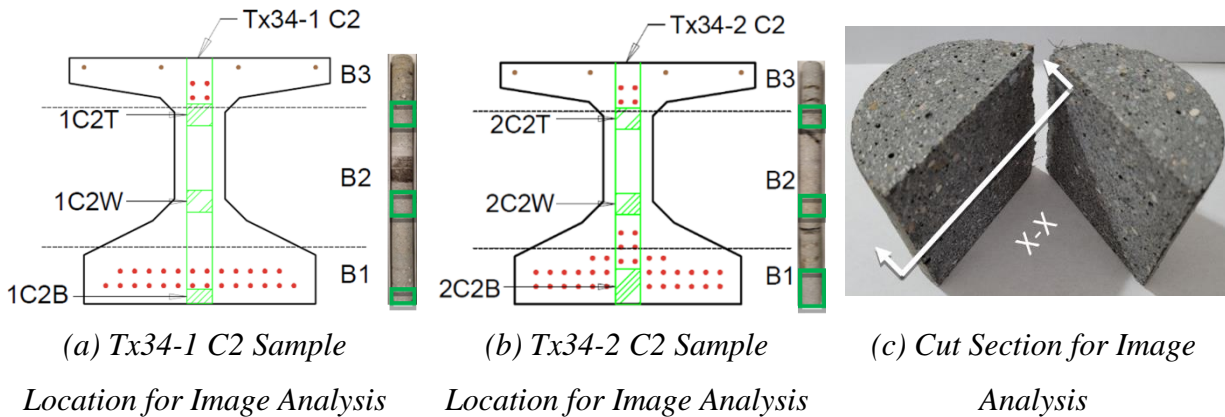 Tx34-1 C2
B3
1C2T
B2
1C2W
B1
1C2B
(a) Tx34-1 C2 Sample
Location for Image Analysis
Tx34-2 C2
B3
2C2T
B2
2C2W
B1
2C2B
(b) Tx34-2 C2 Sample
Location for Image Analysis
X-X
(c) Cut Section for Image
Analysis